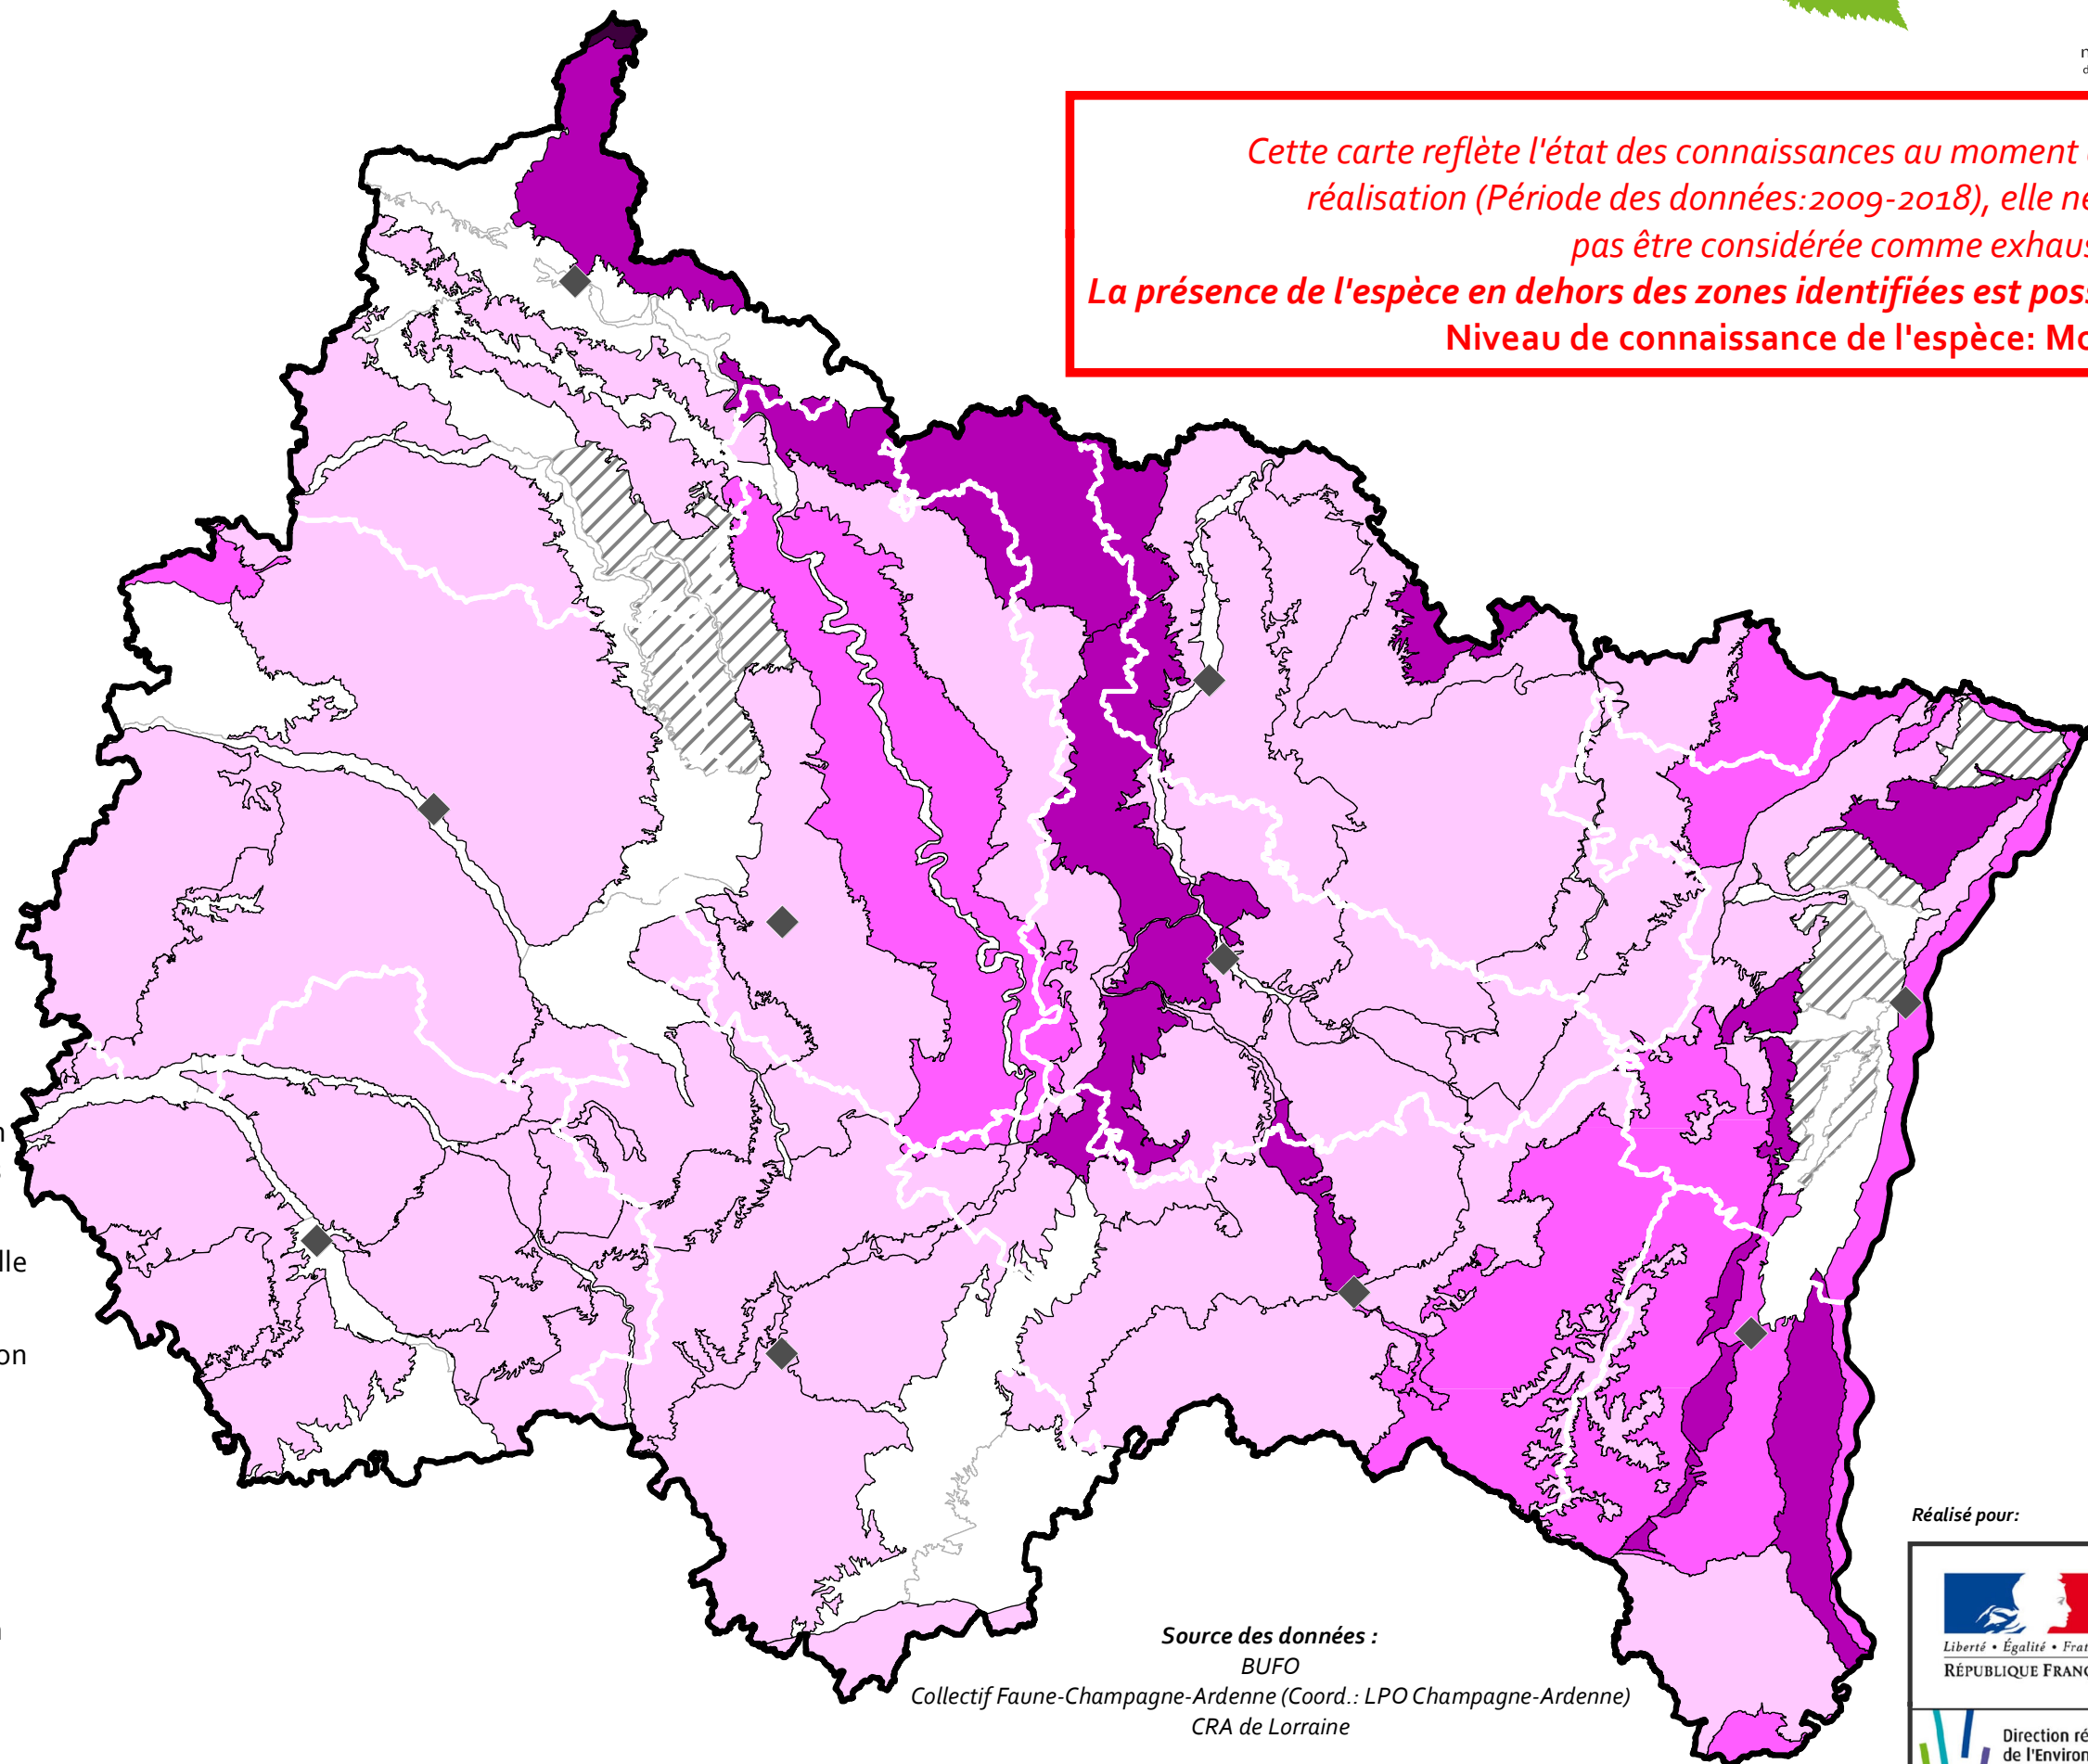 Cette carte reflète l'état des connaissances au moment
réalisation (Période des données:2009-2018), elle ne
pas être considérée comme
La présence de l'espèce en dehors des zones identifiées est
Niveau de connaissance de l'espèce:
Réalisé pour:
Source des données :
BUFO
Collectif Faune-Champagne-Ardenne (Coord.: LPO Champagne-Ardenne)
CRA de Lorraine
Liberté • Égalité •
RÉPUBLIQUE
Direction
de